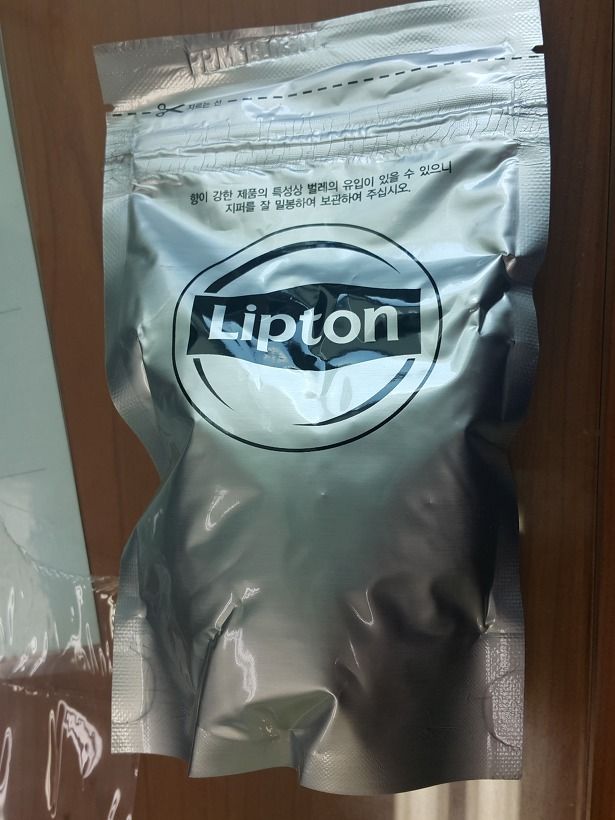 자르는 선
향이 강한 제품의 특성상 벌레의 유입이 있을 수 있으니
지퍼를 잘 밀봉하여 보관하여 주십시오.
Lipton